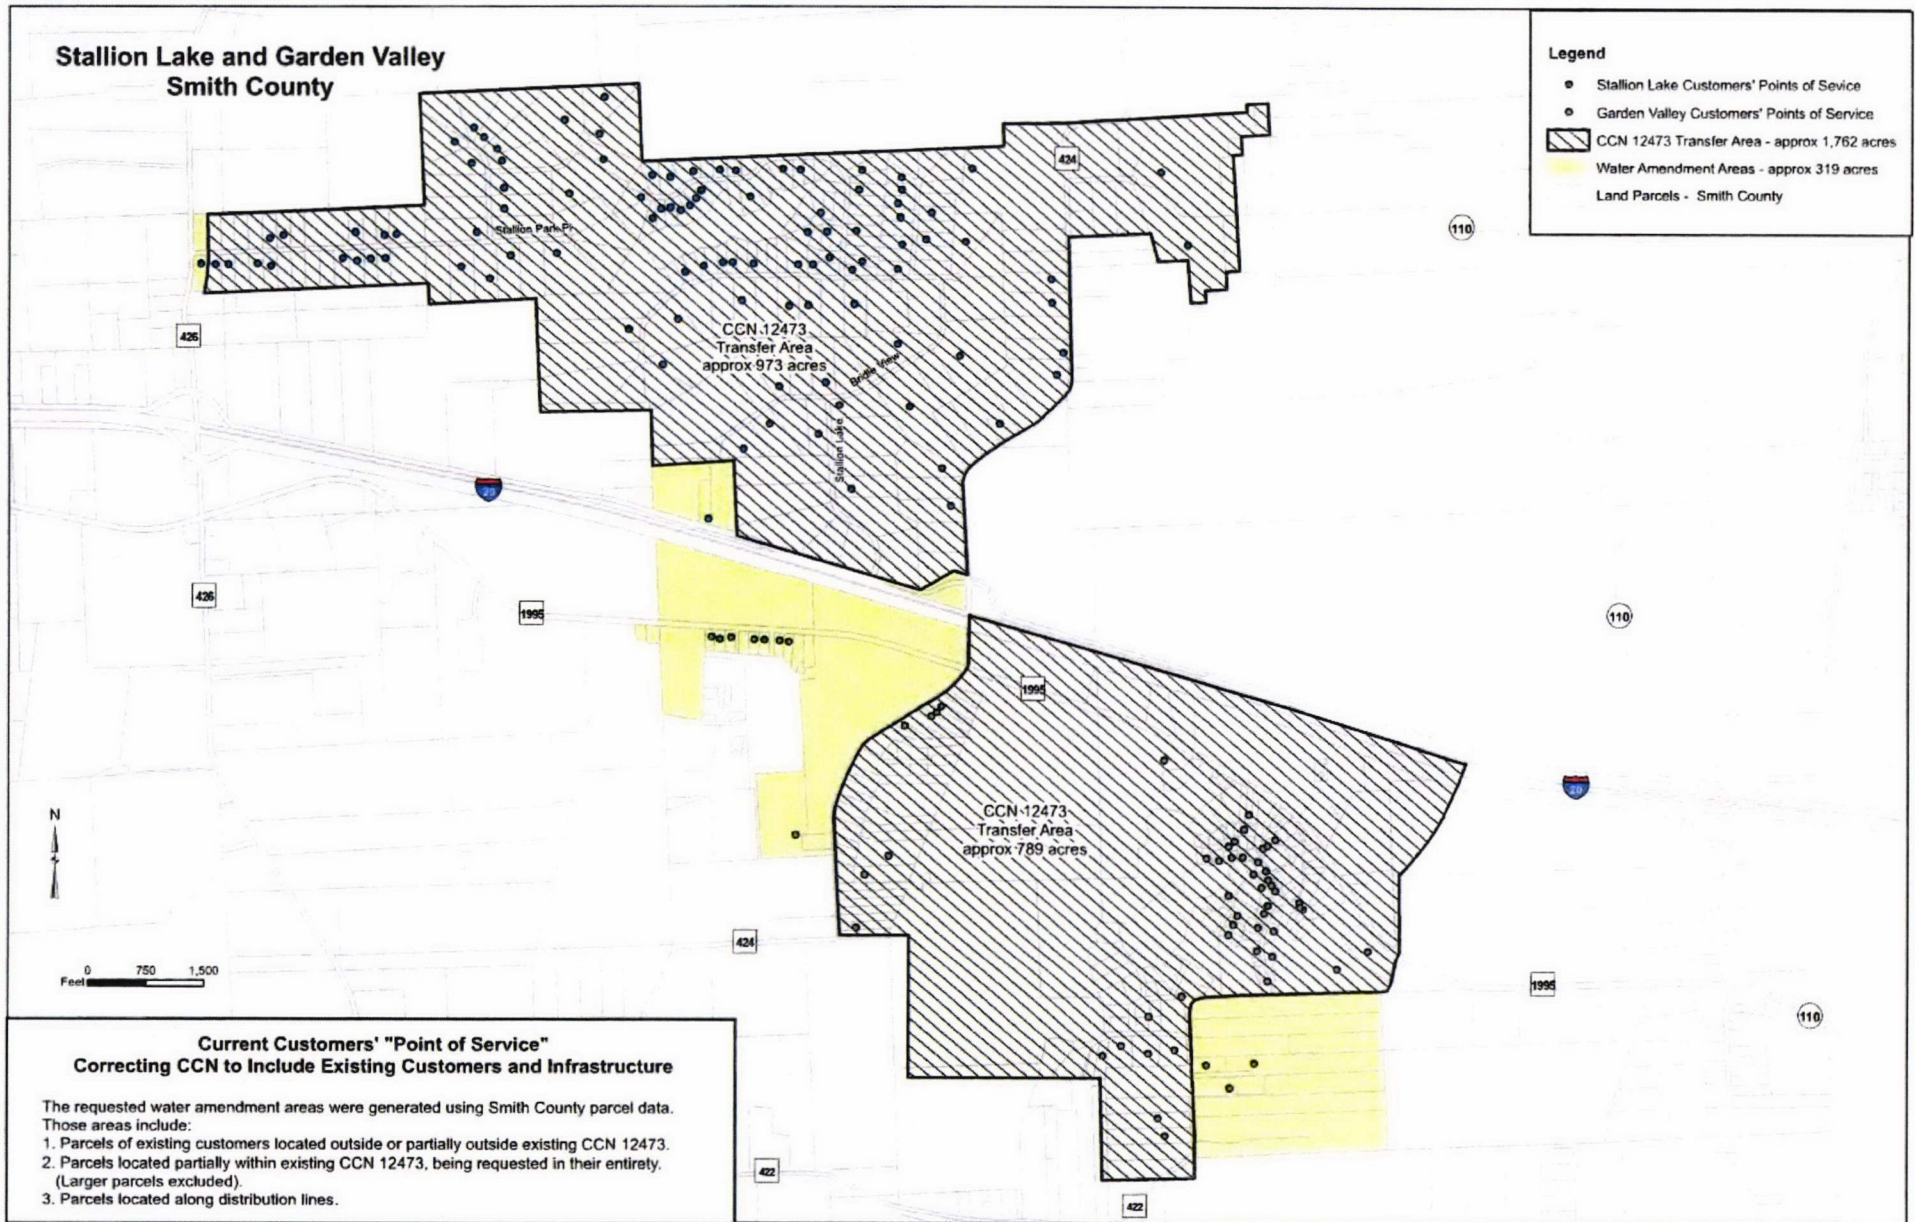 Stallion Lake and Garden Valley
Smith County
Legend
Stallion Lake Customers' Points of Sevice
Garden Valley Customers' Points of Service
CCN 12473 Transfer Area - approx 1,762 acres
Water Amendment Areas - approx 319 acres
Land Parcels - Smith County
424
110
Stallion Park Pl
426
CCN 12473
Transfer Area
approx 973 acres
Bridle View
Stallion Lake
20
426
1995
110
1995
20
CCN 12473
Transfer Area
approx 789 acres
N
424
0 750 1,500
Feet
1995
110
Current Customers' "Point of Service"
Correcting CCN to Include Existing Customers and Infrastructure
The requested water amendment areas were generated using Smith County parcel data.
Those areas include:
1. Parcels of existing customers located outside or partially outside existing CCN 12473.
2. Parcels located partially within existing CCN 12473, being requested in their entirety.
(Larger parcels excluded).
3. Parcels located along distribution lines.
422
422